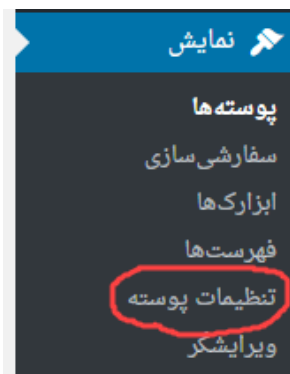 نمایش
پوسته‌ها
سفارشی‌سازی
ابزارک‌ها
فهرست‌ها
تنظیمات پوسته
ویرایشگر